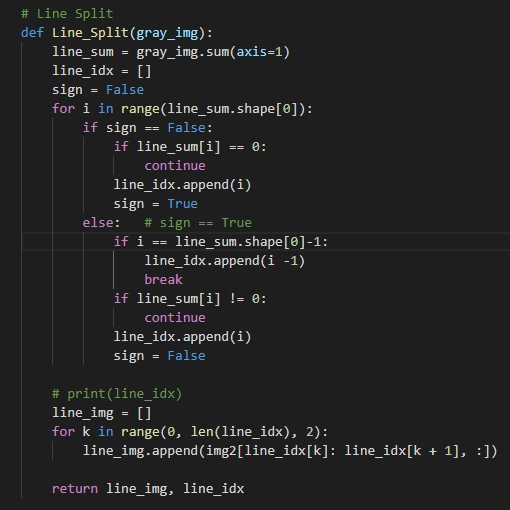 # Line Split
def Line_Split(gray_img):
    line_sum = gray_img.sum(axis=1)
    line_idx = []
    sign = False
    for i in range(line_sum.shape[0]):
        if sign == False:
            if line_sum[i] == 0:
                continue
            line_idx.append(i)
            sign = True
        else:   # sign == True
            if i == line_sum.shape[0]-1:
                line_idx.append(i -1)
                break
            if line_sum[i] != 0:
                continue
            line_idx.append(i)
            sign = False

    # print(line_idx)
    line_img = []
    for k in range(0, len(line_idx), 2):
        line_img.append(img2[line_idx[k]: line_idx[k + 1], :])

    return line_img, line_idx